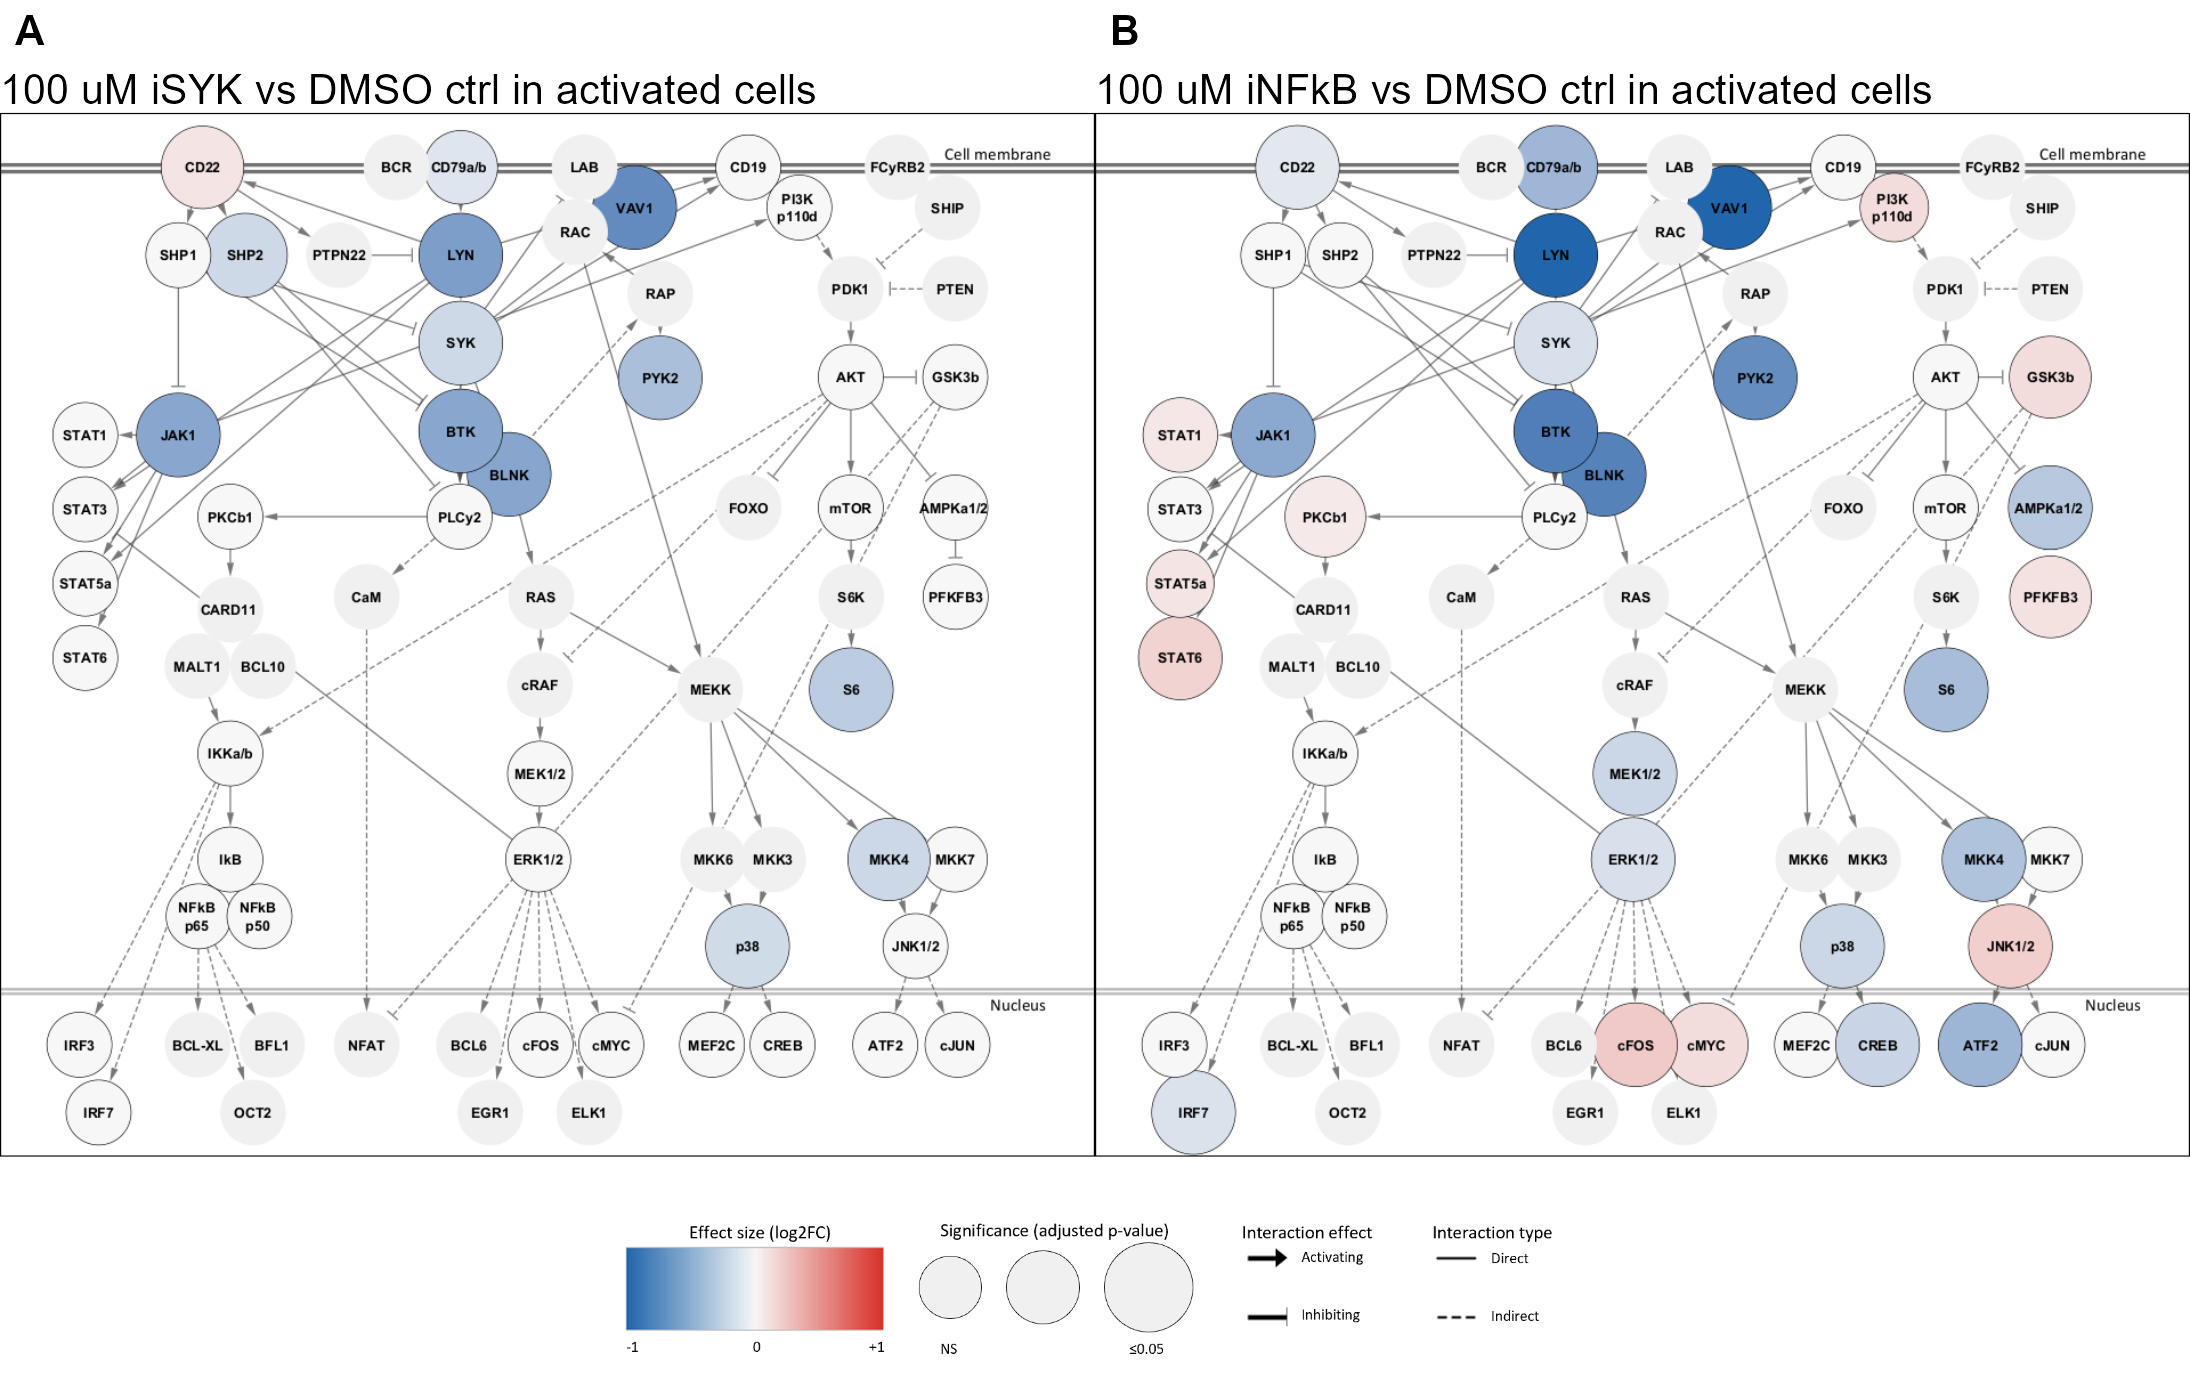 A
100 uM iSYK vs DMSO ctrl in activated cells
CD22
BCR
CD79a/b
LAB
VAV1
CD19
FCyRB2
Cell membrane
PI3K
p110d
SHIP
RAC
SHP1
SHP2
PTPN22
LYN
RAP
PDK1
PTEN
SYK
PYK2
AKT
GSK3b
STAT1
JAK1
BTK
BLNK
STAT3
PKCb1
PLCy2
FOXO
mTOR
AMPKa1/2
STAT5a
CARD11
CaM
RAS
S6K
PFKFB3
STAT6
MALT1
BCL10
cRAF
MEKK
S6
IKKa/b
MEK1/2
IkB
ERK1/2
MKK6
MKK3
MKK4
MKK7
NFkB
p65
NFkB
p50
p38
JNK1/2
Nucleus
IRF3
BCL-XL
BFL1
NFAT
BCL6
cFOS
cMYC
MEF2C
CREB
ATF2
cJUN
IRF7
OCT2
EGR1
ELK1
B
100 uM iNFkB vs DMSO ctrl in activated cells
CD22
BCR
CD79a/b
LAB
VAV1
CD19
FCyRB2
Cell membrane
PI3K
p110d
SHIP
RAC
SHP1
SHP2
PTPN22
LYN
RAP
PDK1
PTEN
SYK
PYK2
AKT
GSK3b
STAT1
JAK1
BTK
BLNK
STAT3
PKCb1
PLCy2
FOXO
mTOR
AMPKa1/2
STAT5a
CARD11
CaM
RAS
S6K
PFKFB3
STAT6
MALT1
BCL10
cRAF
MEKK
S6
IKKa/b
MEK1/2
IkB
ERK1/2
MKK6
MKK3
MKK4
MKK7
NFkB
p65
NFkB
p50
p38
JNK1/2
Nucleus
IRF3
BCL-XL
BFL1
NFAT
BCL6
cFOS
cMYC
MEF2C
CREB
ATF2
cJUN
IRF7
OCT2
EGR1
ELK1
Effect size (log2FC)
-1
0
+1
Significance (adjusted p-value)
NS
≤0.05
Interaction effect
Activating
Inhibiting
Interaction type
Direct
Indirect